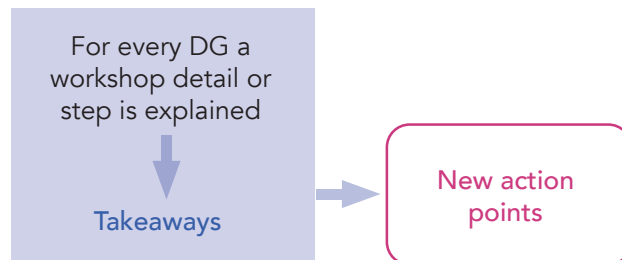 For every DG a
workshop detail or
step is explained
Takeaways
New action
points